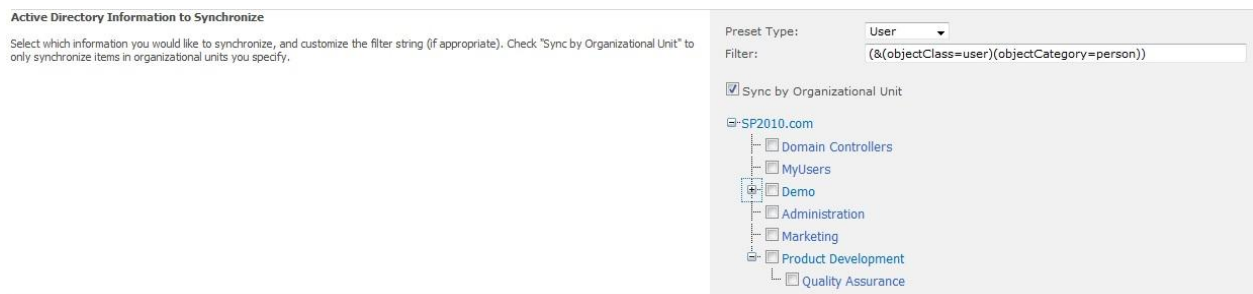 Active Directory Information to Synchronize
Select which information you would like to synchronize, and customize the filter string (if appropriate). Check "Sync by Organizational Unit" to
only synchronize items in organizational units you specify.
Preset Type: User
Filter: (&(objectClass=user)(objectCategory=person))
Sync by Organizational Unit
SP2010.com
Domain Controllers
MyUsers
Demo
Administration
Marketing
Product Development
Quality Assurance